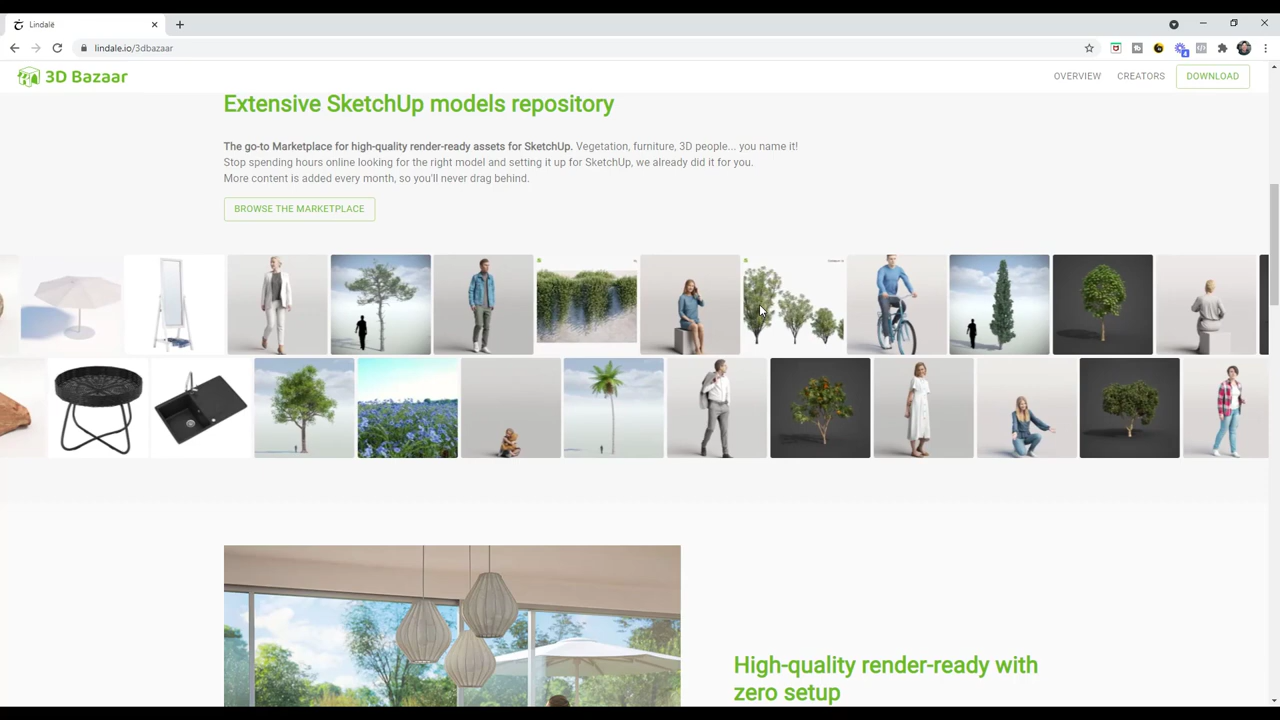 Lindalë
lindale.io/3dbazaar
3D Bazaar
OVERVIEW
CREATORS
DOWNLOAD
Extensive SketchUp models repository
The go-to Marketplace for high-quality render-ready assets for SketchUp. Vegetation, furniture, 3D people... you name it!
Stop spending hours online looking for the right model and setting it up for SketchUp, we already did it for you.
More content is added every month, so you'll never drag behind.
BROWSE THE MARKETPLACE
High-quality render-ready with
zero setup